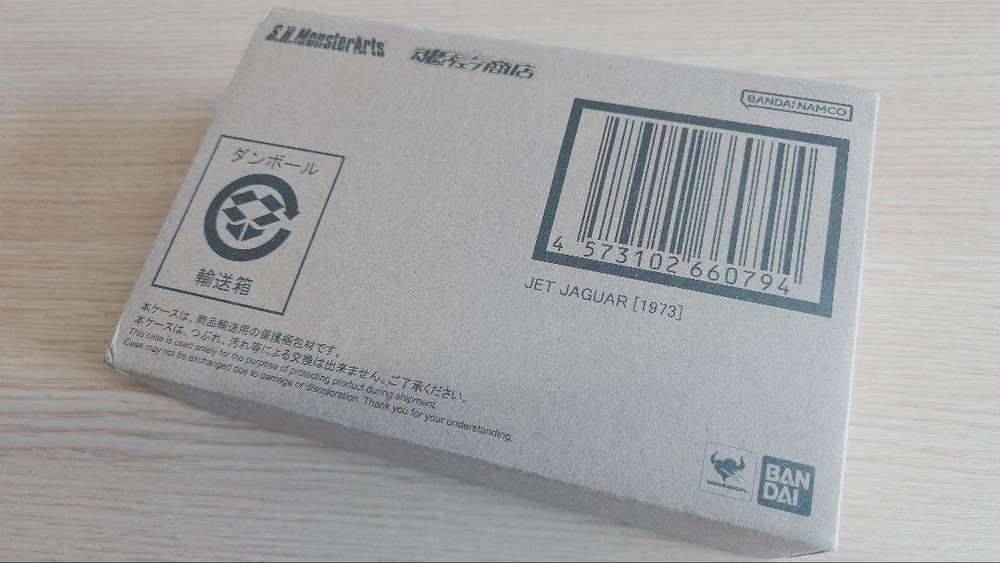 S.H.MonsterArts
魂ウェブ商店
BANDAI NAMCO
ダンボール
輸送箱
4 573102 660794
JET JAGUAR [1973]
本ケースは、商品輸送用の保護梱包材です。
本ケースは、つぶれ、汚れ等による交換は出来ません。ご了承ください。
This case is used solely for the purpose of protecting product during shipment.
Case may not be exchanged due to damage or discoloration. Thank you for your understanding.
BAN
DAI